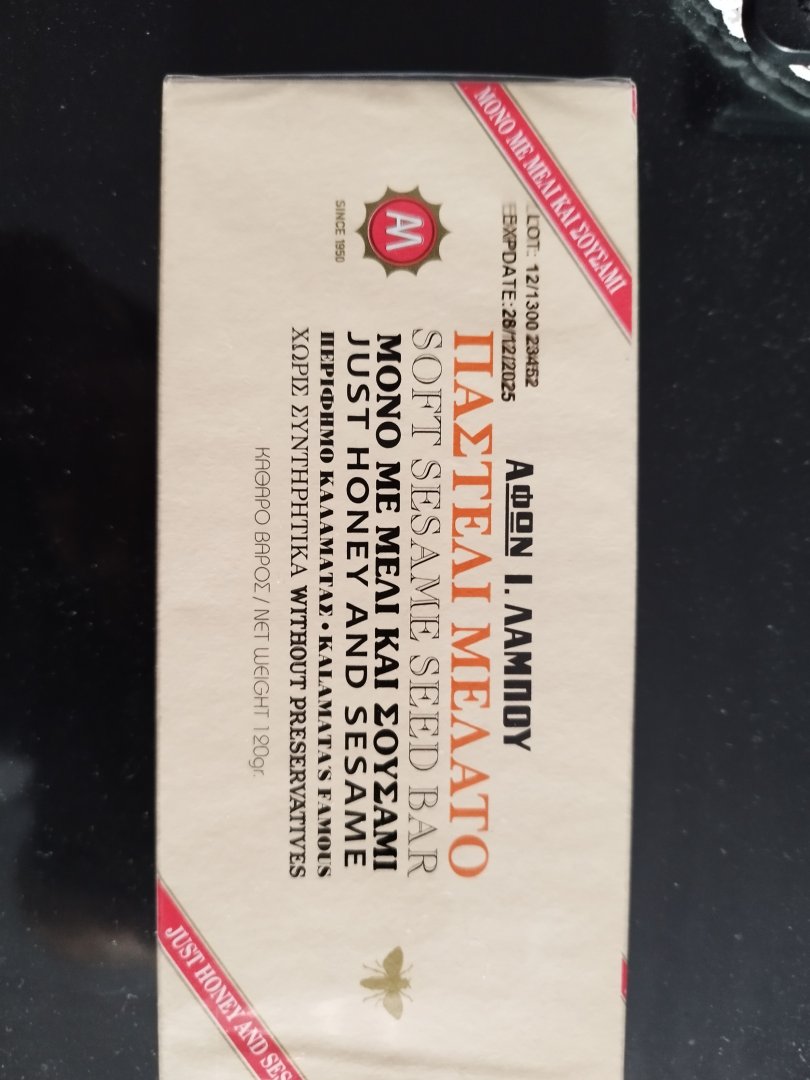 ΜΟΝΟ ΜΕ ΜΕΛΙ ΚΑΙ ΣΟΥΣΑΜΙ
LOT: 12/1300 23452
EXPDATE: 28/12/2025
ΑΦΩΝ Ι. ΛΑΜΠΟΥ
ΠΑΣΤΕΛΙ ΜΕΛΑΤΟ
SOFT SESAME SEED BAR
ΜΟΝΟ ΜΕ ΜΕΛΙ ΚΑΙ ΣΟΥΣΑΜΙ
JUST HONEY AND SESAME
ΠΕΡΙΦΗΜΟ ΚΑΛΑΜΑΤΑΣ • KALAMATA'S FAMOUS
ΧΩΡΙΣ ΣΥΝΤΗΡΗΤΙΚΑ WITHOUT PRESERVATIVES
ΚΑΘΑΡΟ ΒΑΡΟΣ / NET WEIGHT 120gr.
SINCE 1950
JUST HONEY AND SES